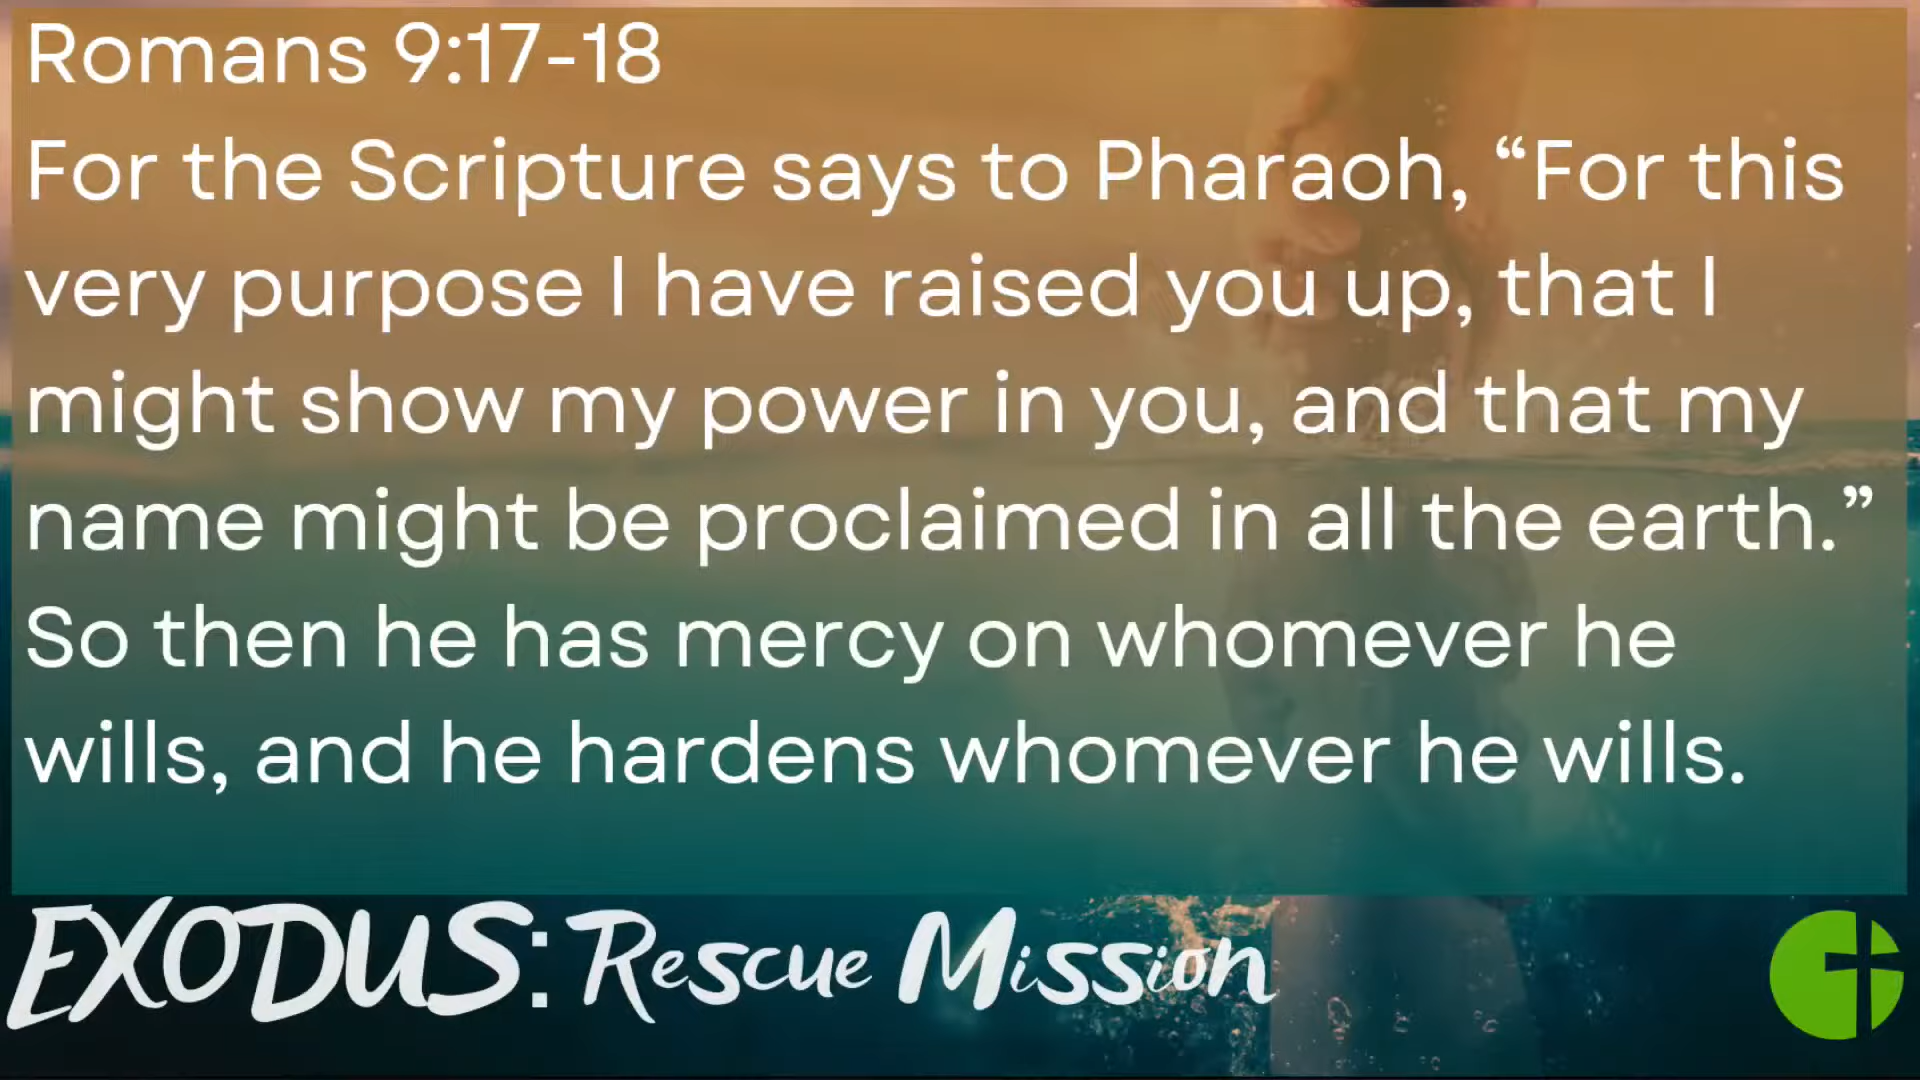 Romans 9:17-18
For the Scripture says to Pharaoh, “For this
very purpose I have raised you up, that I
might show my power in you, and that my
name might be proclaimed in all the earth.”
So then he has mercy on whomever he
wills, and he hardens whomever he wills.
EXODUS: Rescue Mission